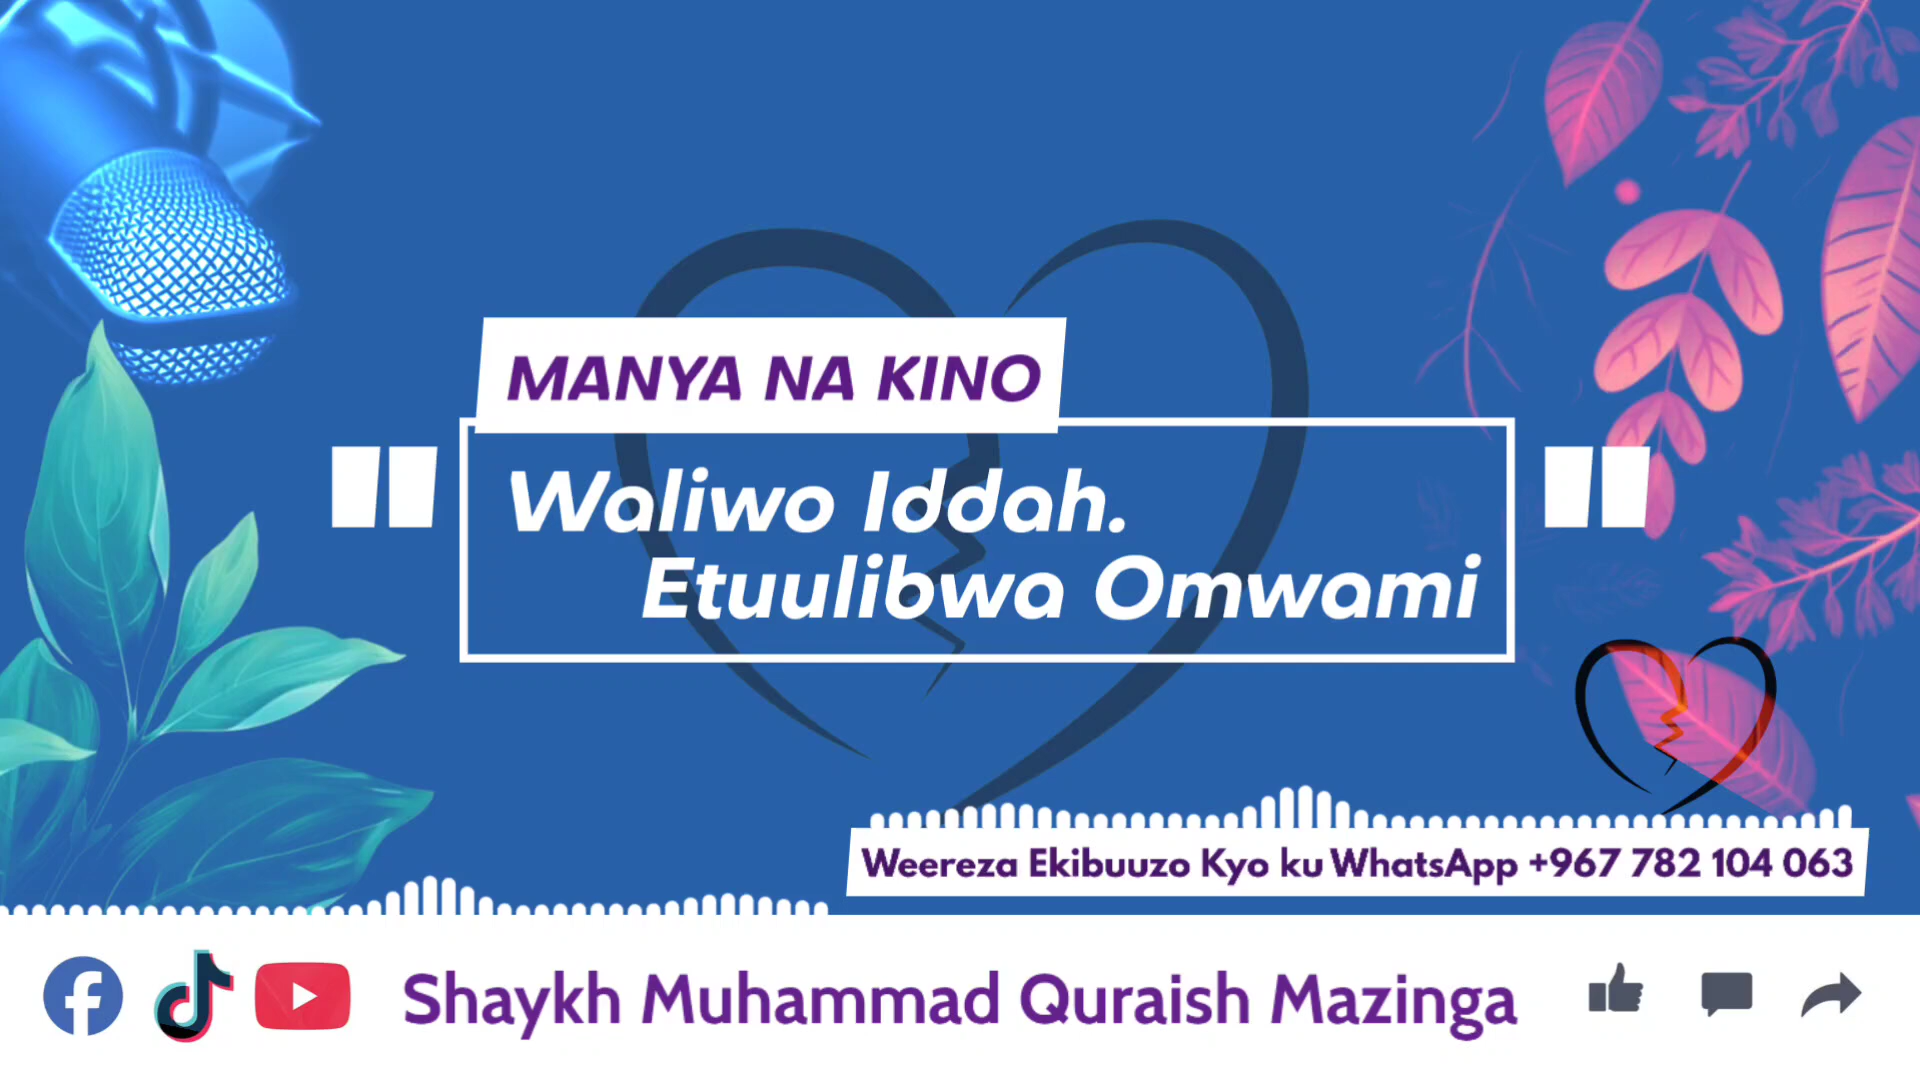 MANYA NA KINO
Waliwo Iddah.
Etuulibwa Omwami
Weereza Ekibuuzo Kyo ku WhatsApp +967 782 104 063
Shaykh Muhammad Quraish Mazinga